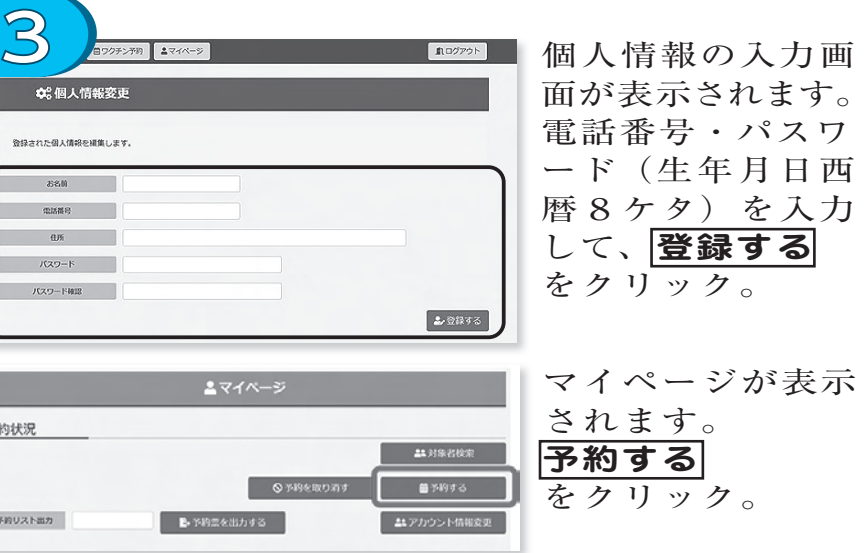 3
ワクチン予約
マイページ
ログアウト
個人情報変更
登録された個人情報を編集します。
お名前
電話番号
住所
パスワード
パスワード確認
登録する
個人情報の入力画
面が表示されます。
電話番号・パスワ
ード（生年月日西
暦８ケタ）を入力
して、登録する
をクリック。
マイページ
約状況
対象者検索
予約を取り消す
予約する
予約リスト出力
予約票を出力する
アカウント情報変更
マイページが表示
されます。
予約する
をクリック。